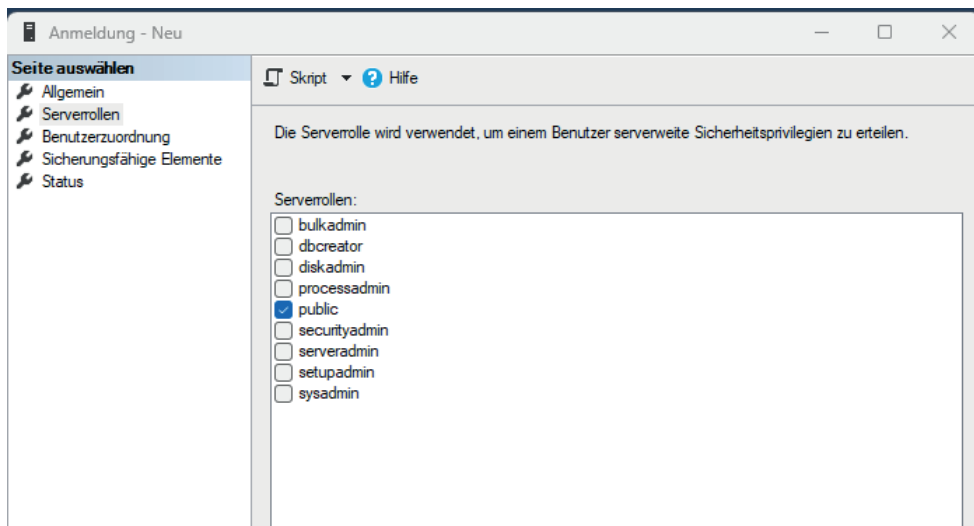 Anmeldung - Neu
Seite auswählen
Allgemein
Serverrollen
Benutzerzuordnung
Sicherungsfähige Elemente
Status
Skript
Hilfe
Die Serverrolle wird verwendet, um einem Benutzer serverweite Sicherheitsprivilegien zu erteilen.
Serverrollen:
bulkadmin
dbcreator
diskadmin
processadmin
public
securityadmin
serveradmin
setupadmin
sysadmin